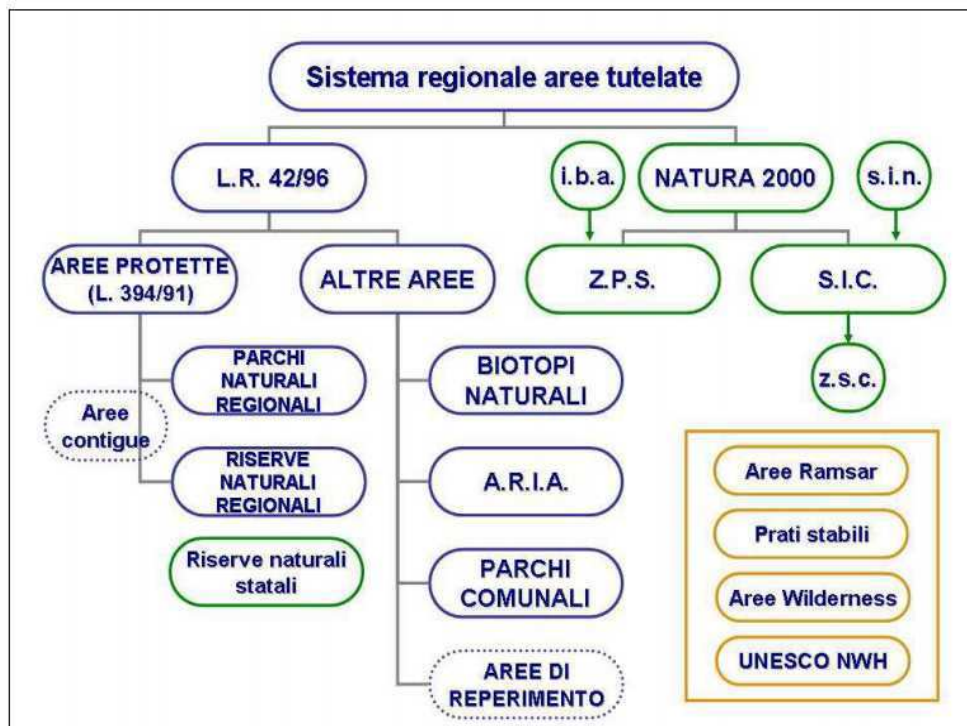 Sistema regionale aree tutelate
L.R. 42/96
i.b.a.
NATURA 2000
s.i.n.
AREE PROTETTE
(L. 394/91)
ALTRE AREE
Z.P.S.
S.I.C.
PARCHI
NATURALI
REGIONALI
BIOTOPI
NATURALI
z.s.c.
Aree
contigue
RISERVE
NATURALI
REGIONALI
A.R.I.A.
Riserve naturali
statali
PARCHI
COMUNALI
AREE DI
REPERIMENTO
Aree Ramsar
Prati stabili
Aree Wilderness
UNESCO NWH